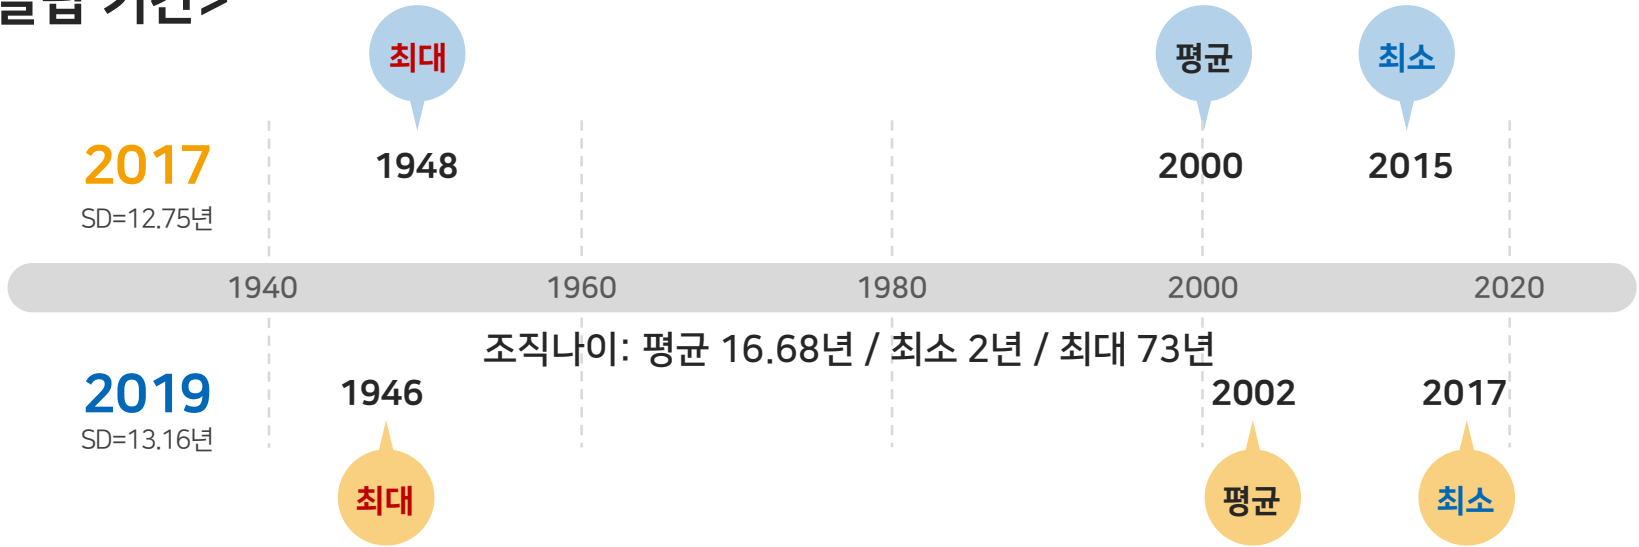 기간>
최대 평균 최소
2017 1948 2000 2015
SD=12.75년
1940 1960 1980 2000 2020
조직나이: 평균 16.68년 / 최소 2년 / 최대 73년
2019 1946 2002 2017
SD=13.16년
최대 평균 최소